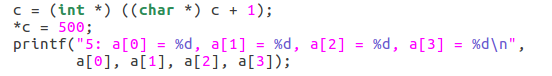 c = (int *) ((char *) c + 1);
*c = 500;
printf("5: a[0] = %d, a[1] = %d, a[2] = %d, a[3] = %d\n",
a[0], a[1], a[2], a[3]);